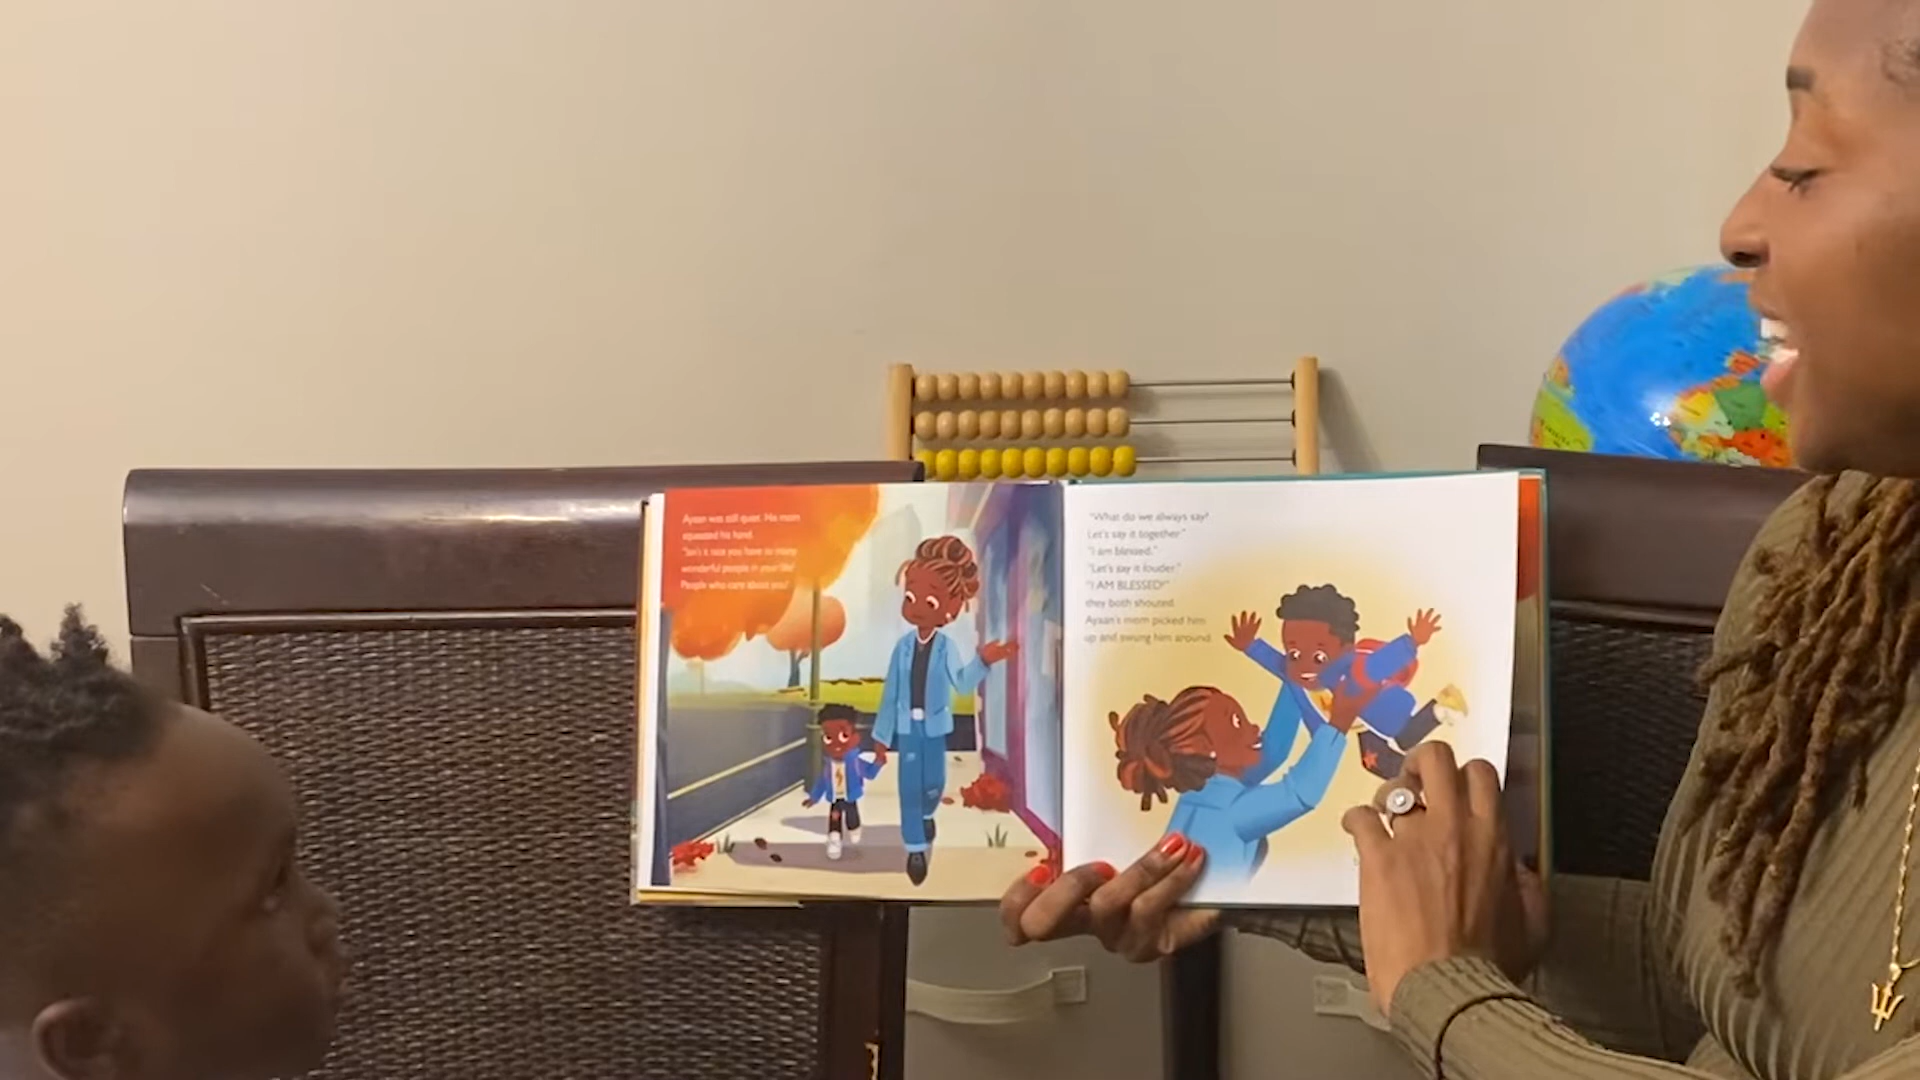 Ayaan was still quiet. His mom
squeezed his hand.
"Isn't it nice you have so many
wonderful people in your life?
People who care about you?
"What do we always say?
Let's say it together."
"I am blessed."
"Let's say it louder."
"I AM BLESSED!"
they both shouted.
Ayaan's mom picked him
up and swung him around.